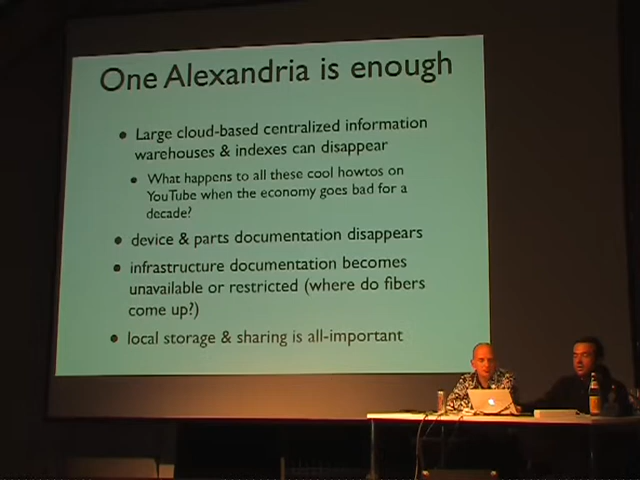 One Alexandria is enough
• Large cloud-based centralized information
warehouses & indexes can disappear
• What happens to all these cool howtos on
YouTube when the economy goes bad for a
decade?
• device & parts documentation disappears
• infrastructure documentation becomes
unavailable or restricted (where do fibers
come up?)
• local storage & sharing is all-important